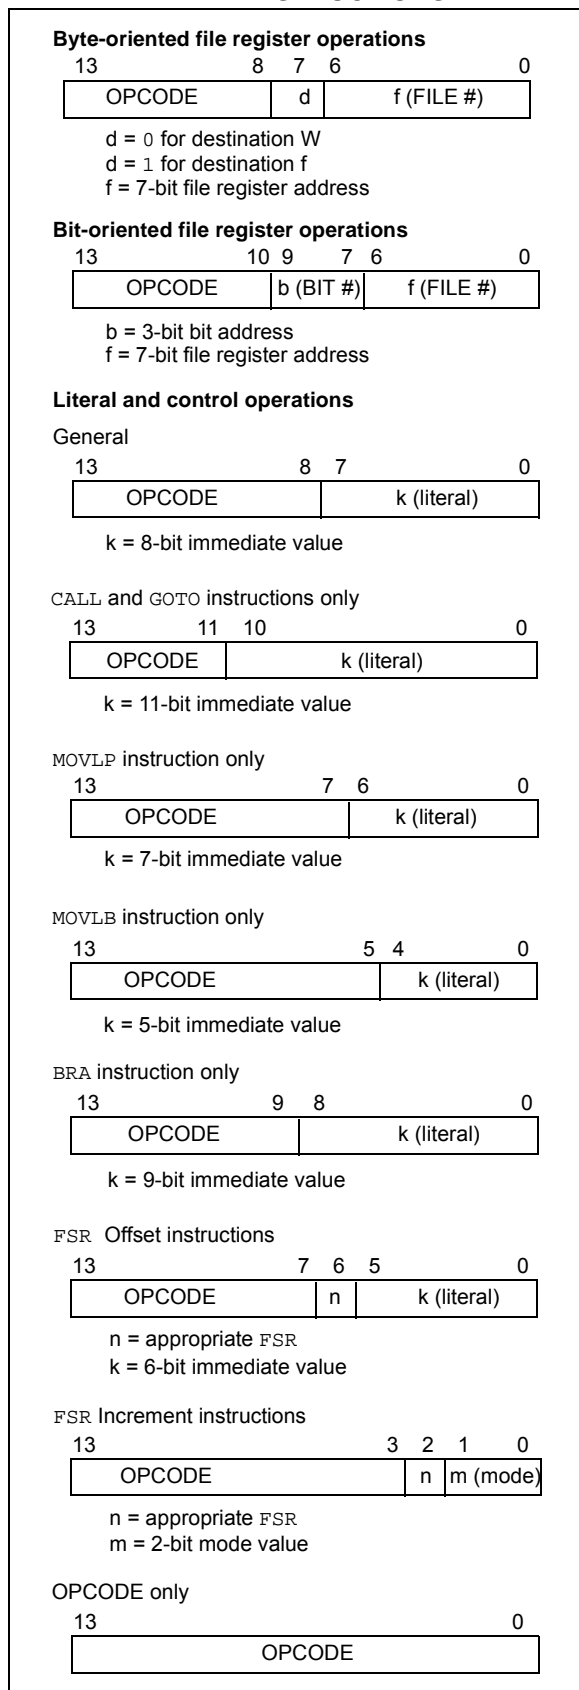 Byte-oriented file register operations
13 8 7 6 0
OPCODE d f (FILE #)
d = 0 for destination W
d = 1 for destination f
f = 7-bit file register address
Bit-oriented file register operations
13 10 9 7 6 0
OPCODE b (BIT #) f (FILE #)
b = 3-bit bit address
f = 7-bit file register address
Literal and control operations
General
13 8 7 0
OPCODE k (literal)
k = 8-bit immediate value
CALL and GOTO instructions only
13 11 10 0
OPCODE k (literal)
k = 11-bit immediate value
MOVLP instruction only
13 7 6 0
OPCODE k (literal)
k = 7-bit immediate value
MOVLB instruction only
13 5 4 0
OPCODE k (literal)
k = 5-bit immediate value
BRA instruction only
13 9 8 0
OPCODE k (literal)
k = 9-bit immediate value
FSR Offset instructions
13 7 6 5 0
OPCODE n k (literal)
n = appropriate FSR
k = 6-bit immediate value
FSR Increment instructions
13 3 2 1 0
OPCODE n m (mode)
n = appropriate FSR
m = 2-bit mode value
OPCODE only
13 0
OPCODE